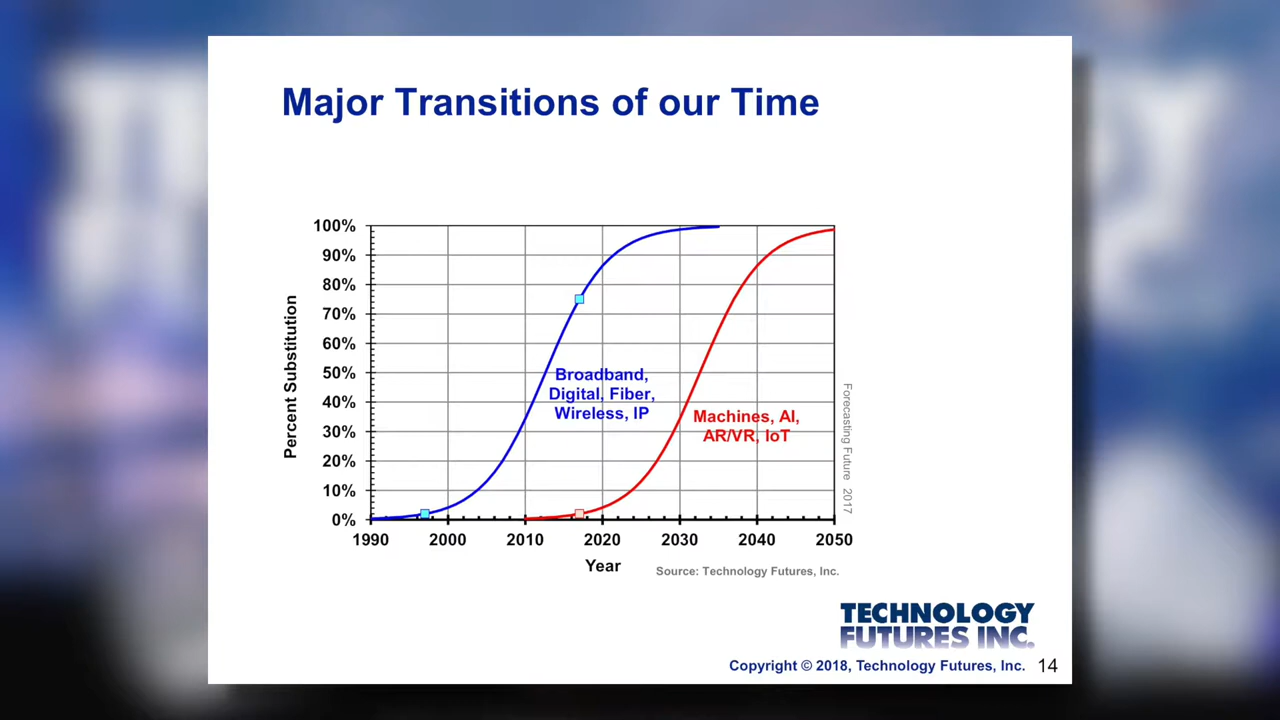 Major Transitions of our Time
100%
90%
80%
70%
60%
50%
40%
30%
20%
10%
0%
Percent Substitution
Broadband,
Digital, Fiber,
Wireless, IP
Machines, AI,
AR/VR, IoT
Forecasting Future 2017
1990 2000 2010 2020 2030 2040 2050
Year
Source: Technology Futures, Inc.
TECHNOLOGY
FUTURES INC.
Copyright © 2018, Technology Futures, Inc. 14